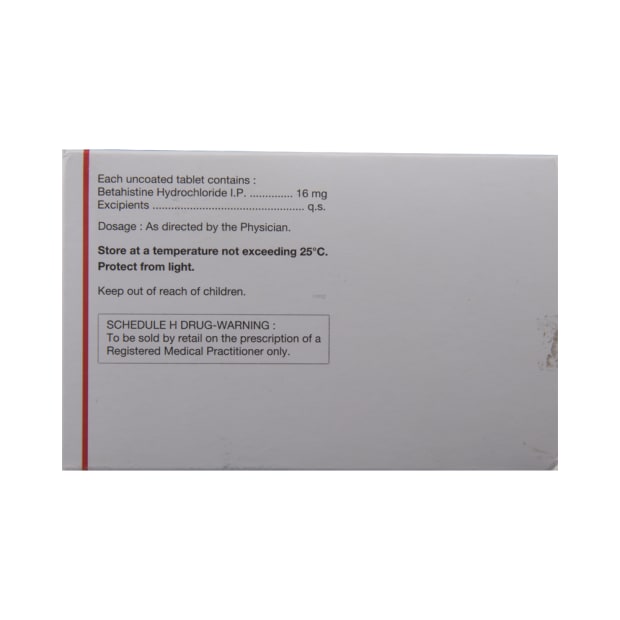 Each uncoated tablet contains :
Betahistine Hydrochloride I.P. .............. 16 mg
Excipients ................................................. q.s.
Dosage : As directed by the Physician.
Store at a temperature not exceeding 25°C.
Protect from light.
Keep out of reach of children.
SCHEDULE H DRUG-WARNING :
To be sold by retail on the prescription of a
Registered Medical Practitioner only.